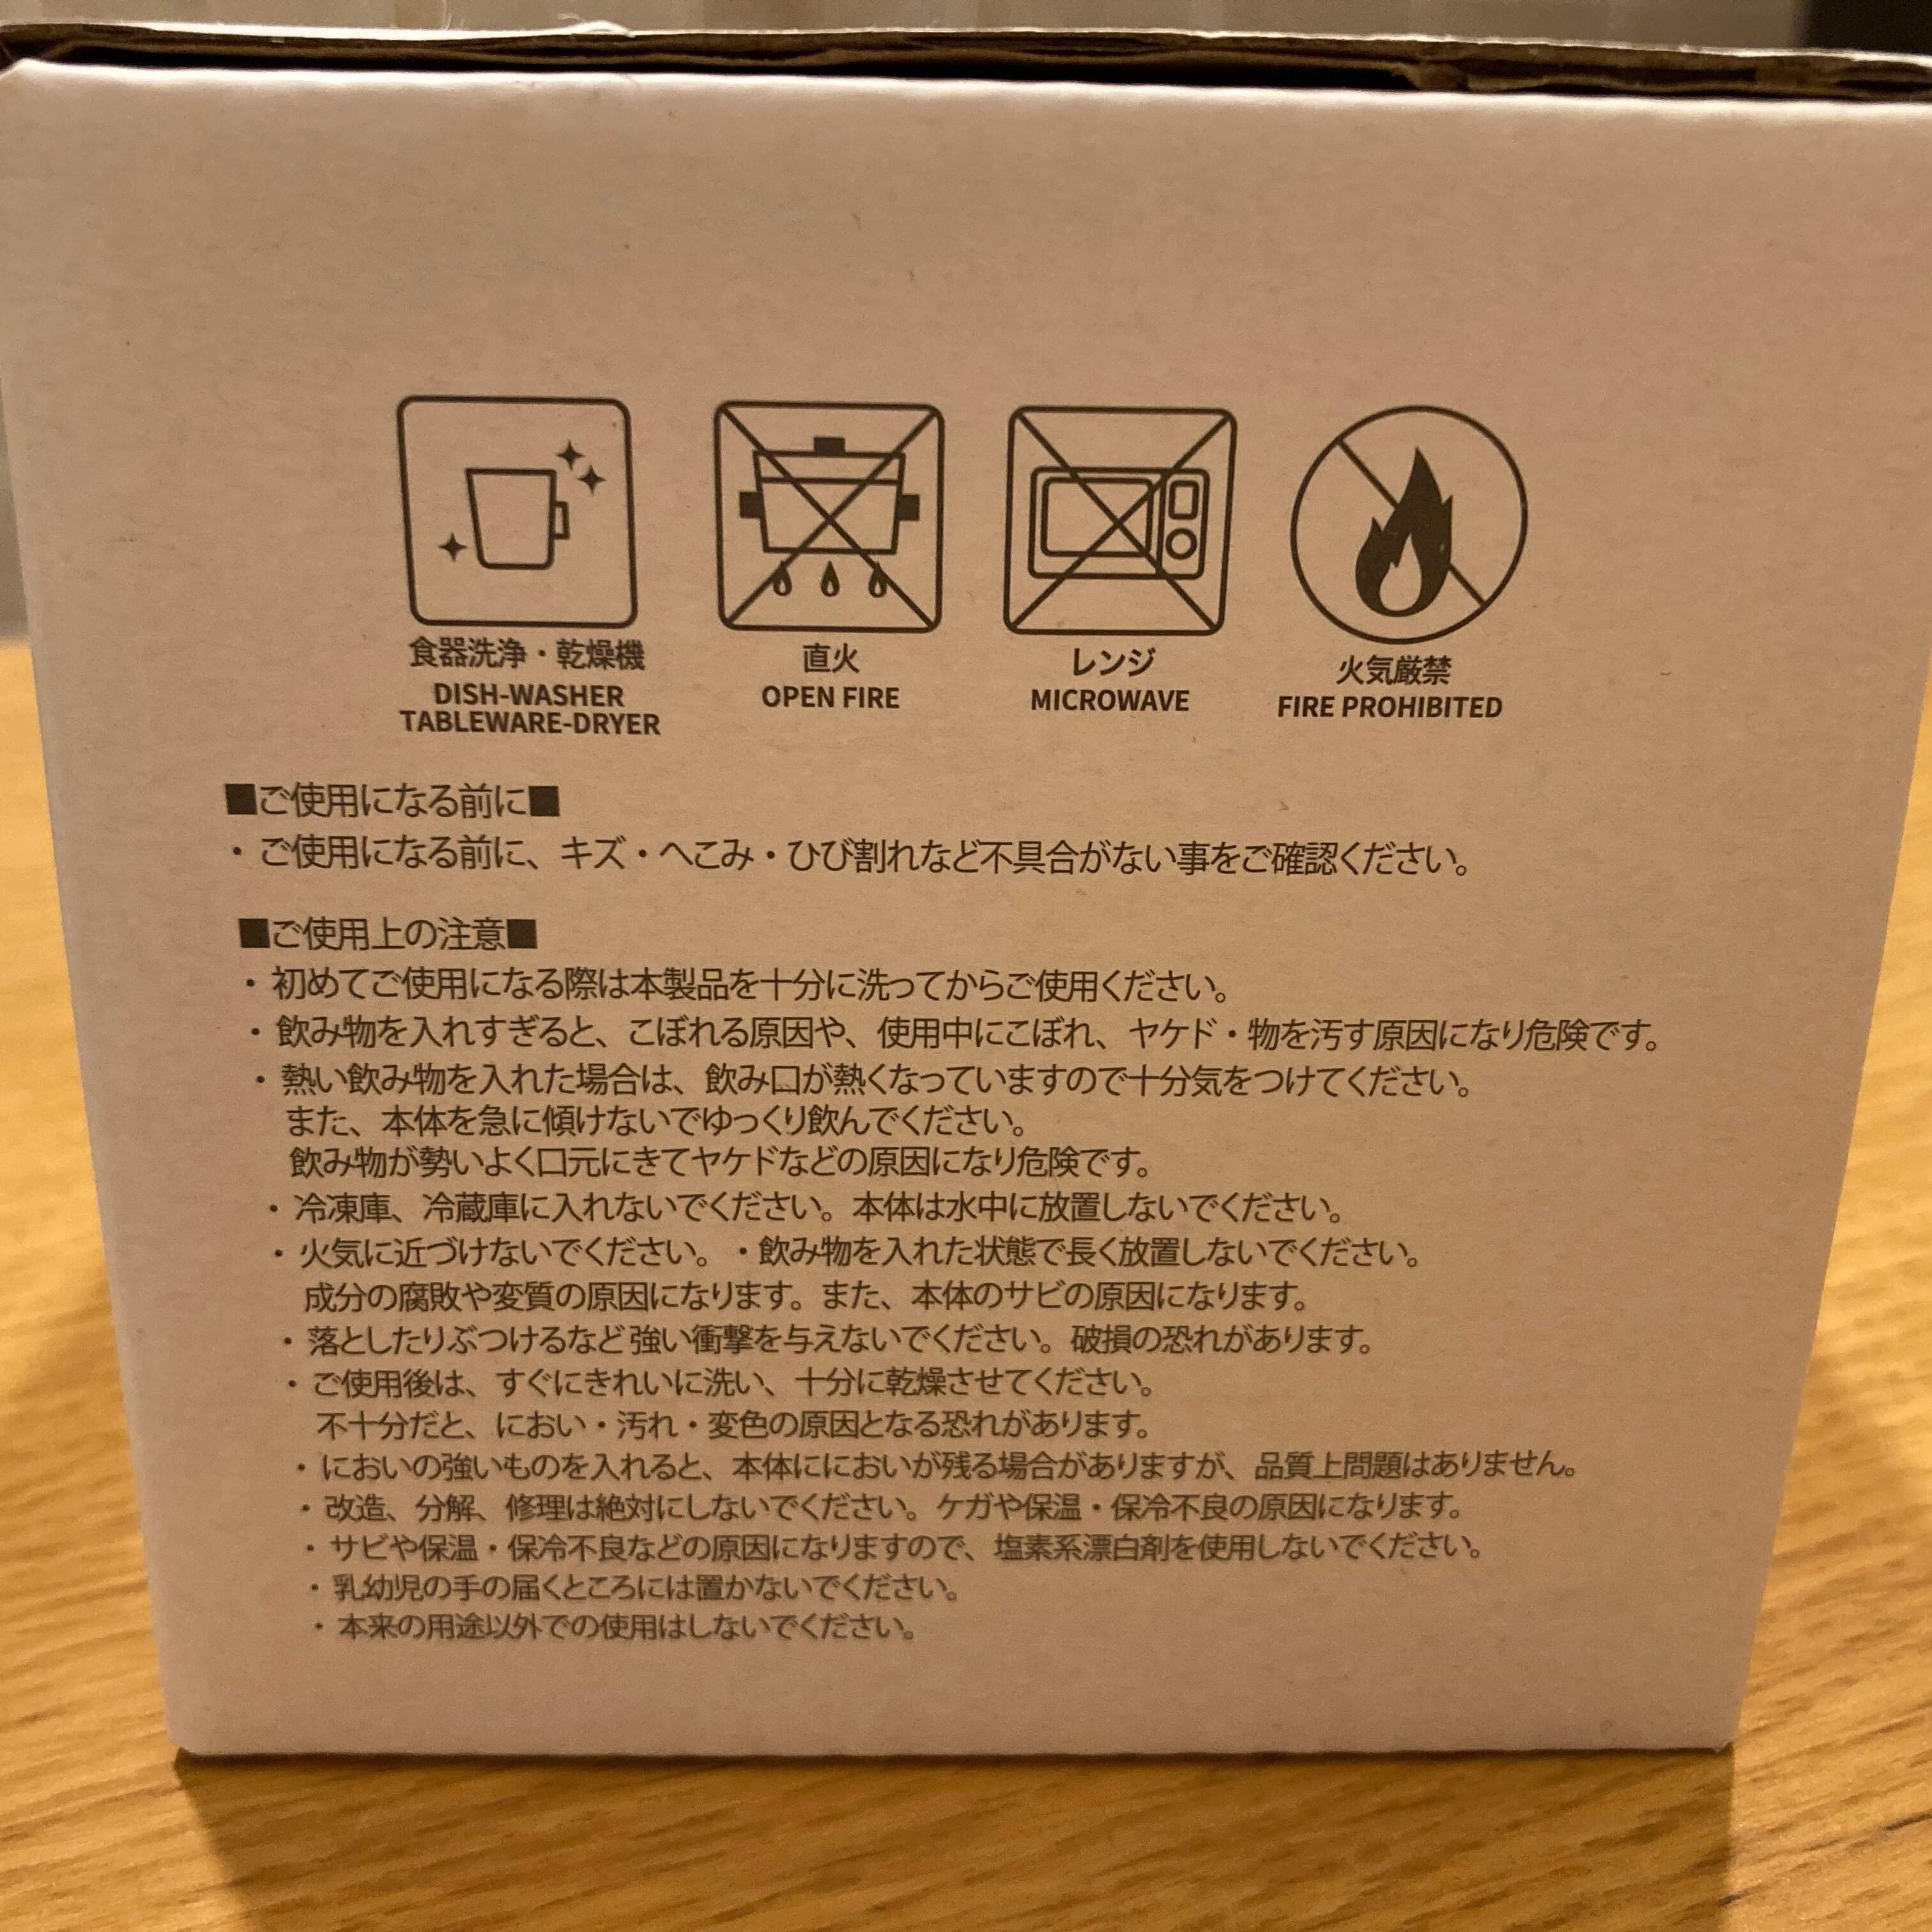 食器洗浄・乾燥機
DISH-WASHER
TABLEWARE-DRYER
直火
OPEN FIRE
レンジ
MICROWAVE
火気厳禁
FIRE PROHIBITED
■ご使用になる前に■
・ご使用になる前に、キズ・へこみ・ひび割れなど不具合がない事をご確認ください。
■ご使用上の注意■
・初めてご使用になる際は本製品を十分に洗ってからご使用ください。
・飲み物を入れすぎると、こぼれる原因や、使用中にこぼれ、ヤケド・物を汚す原因になり危険です。
・熱い飲み物を入れた場合は、飲み口が熱くなっていますので十分気をつけてください。
また、本体を急に傾けないでゆっくり飲んでください。
飲み物が勢いよく口元にきてヤケドなどの原因になり危険です。
・冷凍庫、冷蔵庫に入れないでください。本体は水中に放置しないでください。
・火気に近づけないでください。・飲み物を入れた状態で長く放置しないでください。
成分の腐敗や変質の原因になります。また、本体のサビの原因になります。
・落としたりぶつけるなど強い衝撃を与えないでください。破損の恐れがあります。
・ご使用後は、すぐにきれいに洗い、十分に乾燥させてください。
不十分だと、におい・汚れ・変色の原因となる恐れがあります。
・においの強いものを入れると、本体ににおいが残る場合がありますが、品質上問題はありません。
・改造、分解、修理は絶対にしないでください。ケガや保温・保冷不良の原因になります。
・サビや保温・保冷不良などの原因になりますので、塩素系漂白剤を使用しないでください。
・乳幼児の手の届くところには置かないでください。
・本来の用途以外での使用はしないでください。